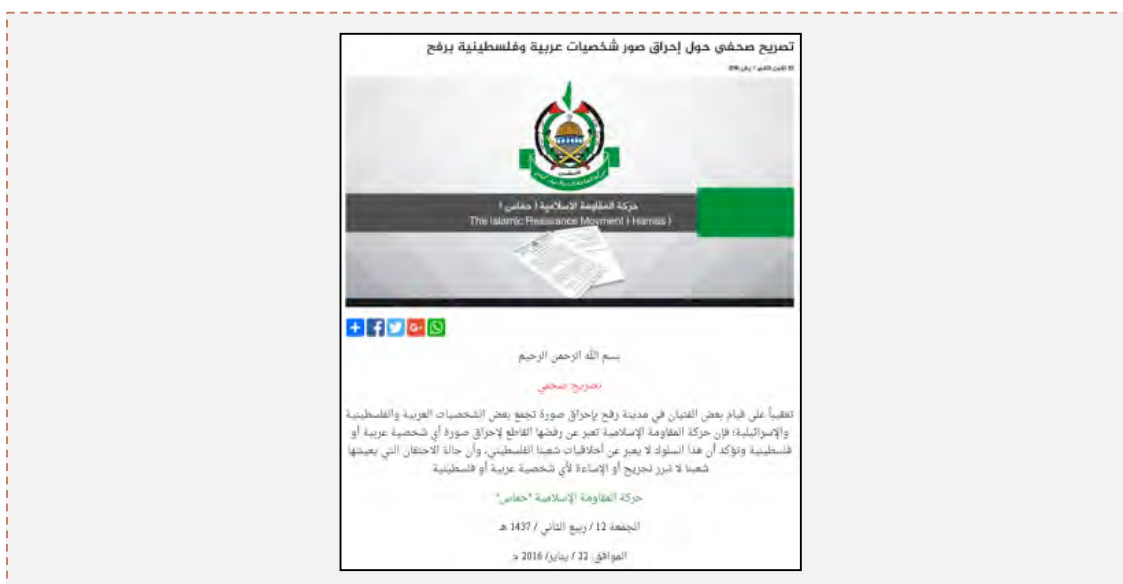 تصريح صحفي حول إحراق صور شخصيات عربية وفلسطينية برفح
حركة المقاومة الاسلامية ( حماس )
The Islamic Resisiance Movment ( Hamas )
بسم الله الرحمن الرحيم
تصريح صحفي
تعقيباً على قيام بعض الفتيان في مدينة رفح بإحراق صورة تجمع بعض الشخصيات العربية والفلسطينية
والإسرائيلية؛ فإن حركة المقاومة الإسلامية تعبر عن رفضها القاطع لإحراق صورة أي شخصية عربية أو
فلسطينية وتؤكد أن هذا السلوك لا يعبر عن أخلاقيات شعبنا الفلسطيني، وأن حالة الاحتقان التي يعيشها
شعبنا لا تبرر تجريح أو الإساءة لأي شخصية عربية أو فلسطينية
حركة المقاومة الإسلامية "حماس"
الجمعة 12 / ربيع الثاني / 1437 هـ
الموافق: 22 / يناير/ 2016 م